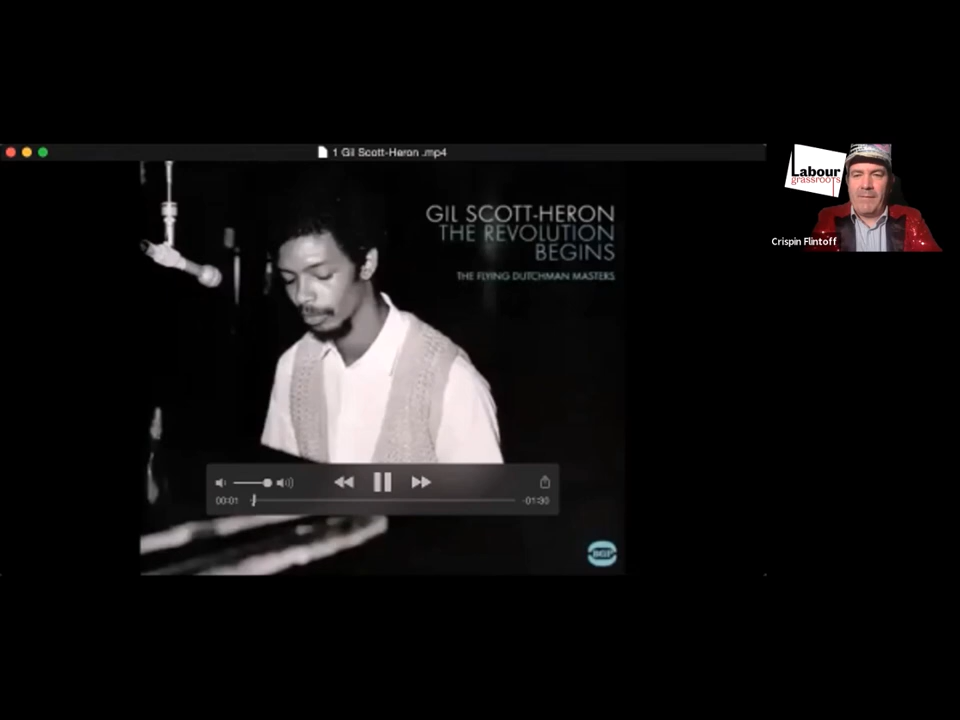 1 Gil Scott-Heron .mp4
GIL SCOTT-HERON
THE REVOLUTION
BEGINS
THE FLYING DUTCHMAN MASTERS
00:01
-01:30
BGP
Labour
grassroots
Crispin Flintoff